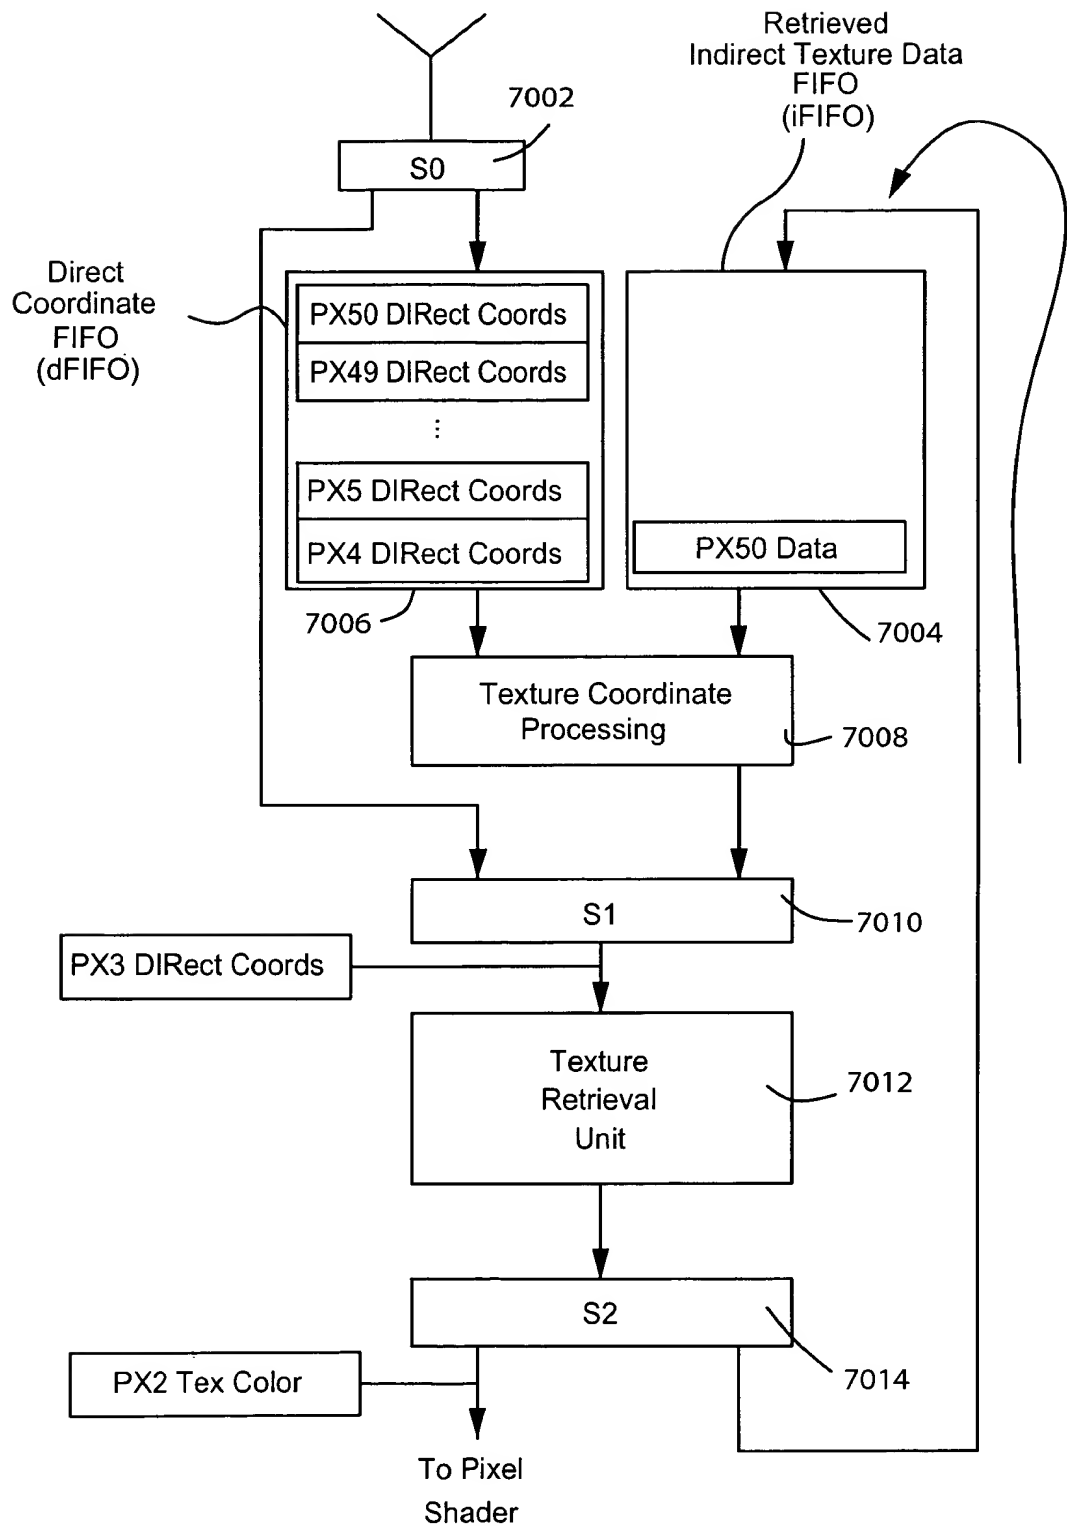 Retrieved
Indirect Texture Data
FIFO
(iFIFO)
7002
S0
Direct
Coordinate
FIFO
(dFIFO)
PX50 DIRect Coords
PX49 DIRect Coords
...
PX5 DIRect Coords
PX4 DIRect Coords
PX50 Data
7006
7004
Texture Coordinate
Processing
7008
S1
7010
PX3 DIRect Coords
Texture
Retrieval
Unit
7012
S2
7014
PX2 Tex Color
To Pixel
Shader